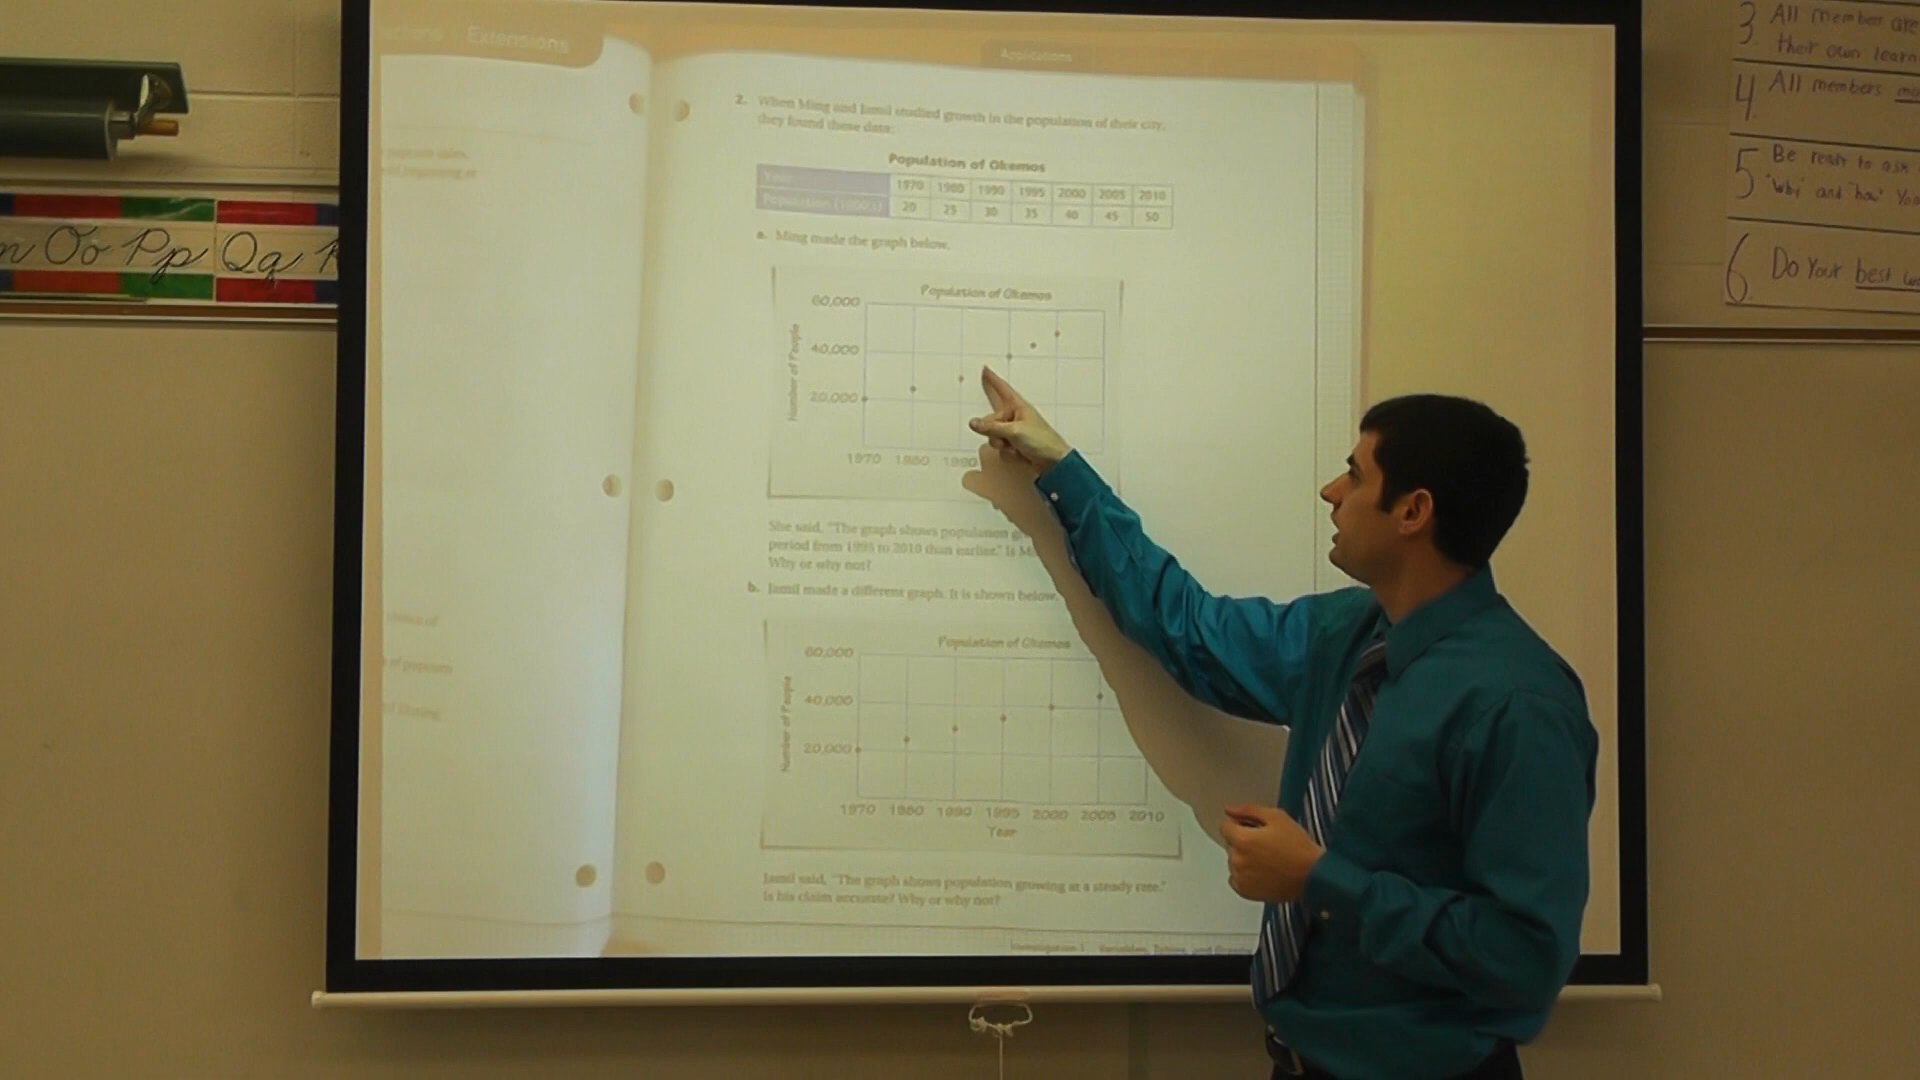 Extensions
Applications
2. When Ming and Jamil studied growth in the population of their city,
they found these data:
Population of Okemos
Year 1970 1980 1990 1995 2000 2005 2010
Population (1000's) 20 25 30 35 40 45 50
a. Ming made the graph below.
Population of Okemos
60,000
40,000
20,000
Number of People
1970 1980 1990
She said, "The graph shows population
period from 1995 to 2010 than earlier." Is
Why or why not?
b. Jamil made a different graph. It is shown below.
Population of Okemos
60,000
40,000
20,000
Number of People
1970 1980 1990 1995 2000 2005 2010
Year
Jamil said, "The graph shows population growing at a steady rate."
Is his claim accurate? Why or why not?
Investigation 1 Variables, Tables, and
Oo Pp Qq
3. All member are
their own learn
4. All members
5. Be ready to ask
"Why" and "how"
6. Do Your best